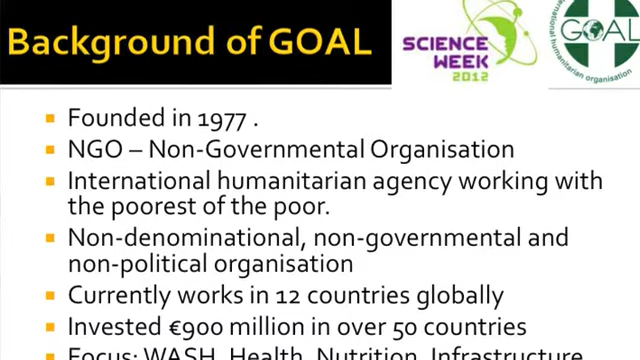 Background of GOAL
SCIENCE
WEEK
2012
GOAL
international humanitarian organisation
Founded in 1977 .
NGO – Non-Governmental Organisation
International humanitarian agency working with
the poorest of the poor.
Non-denominational, non-governmental and
non-political organisation
Currently works in 12 countries globally
Invested €900 million in over 50 countries
Focus: WASH, Health, Nutrition, Infrastructure